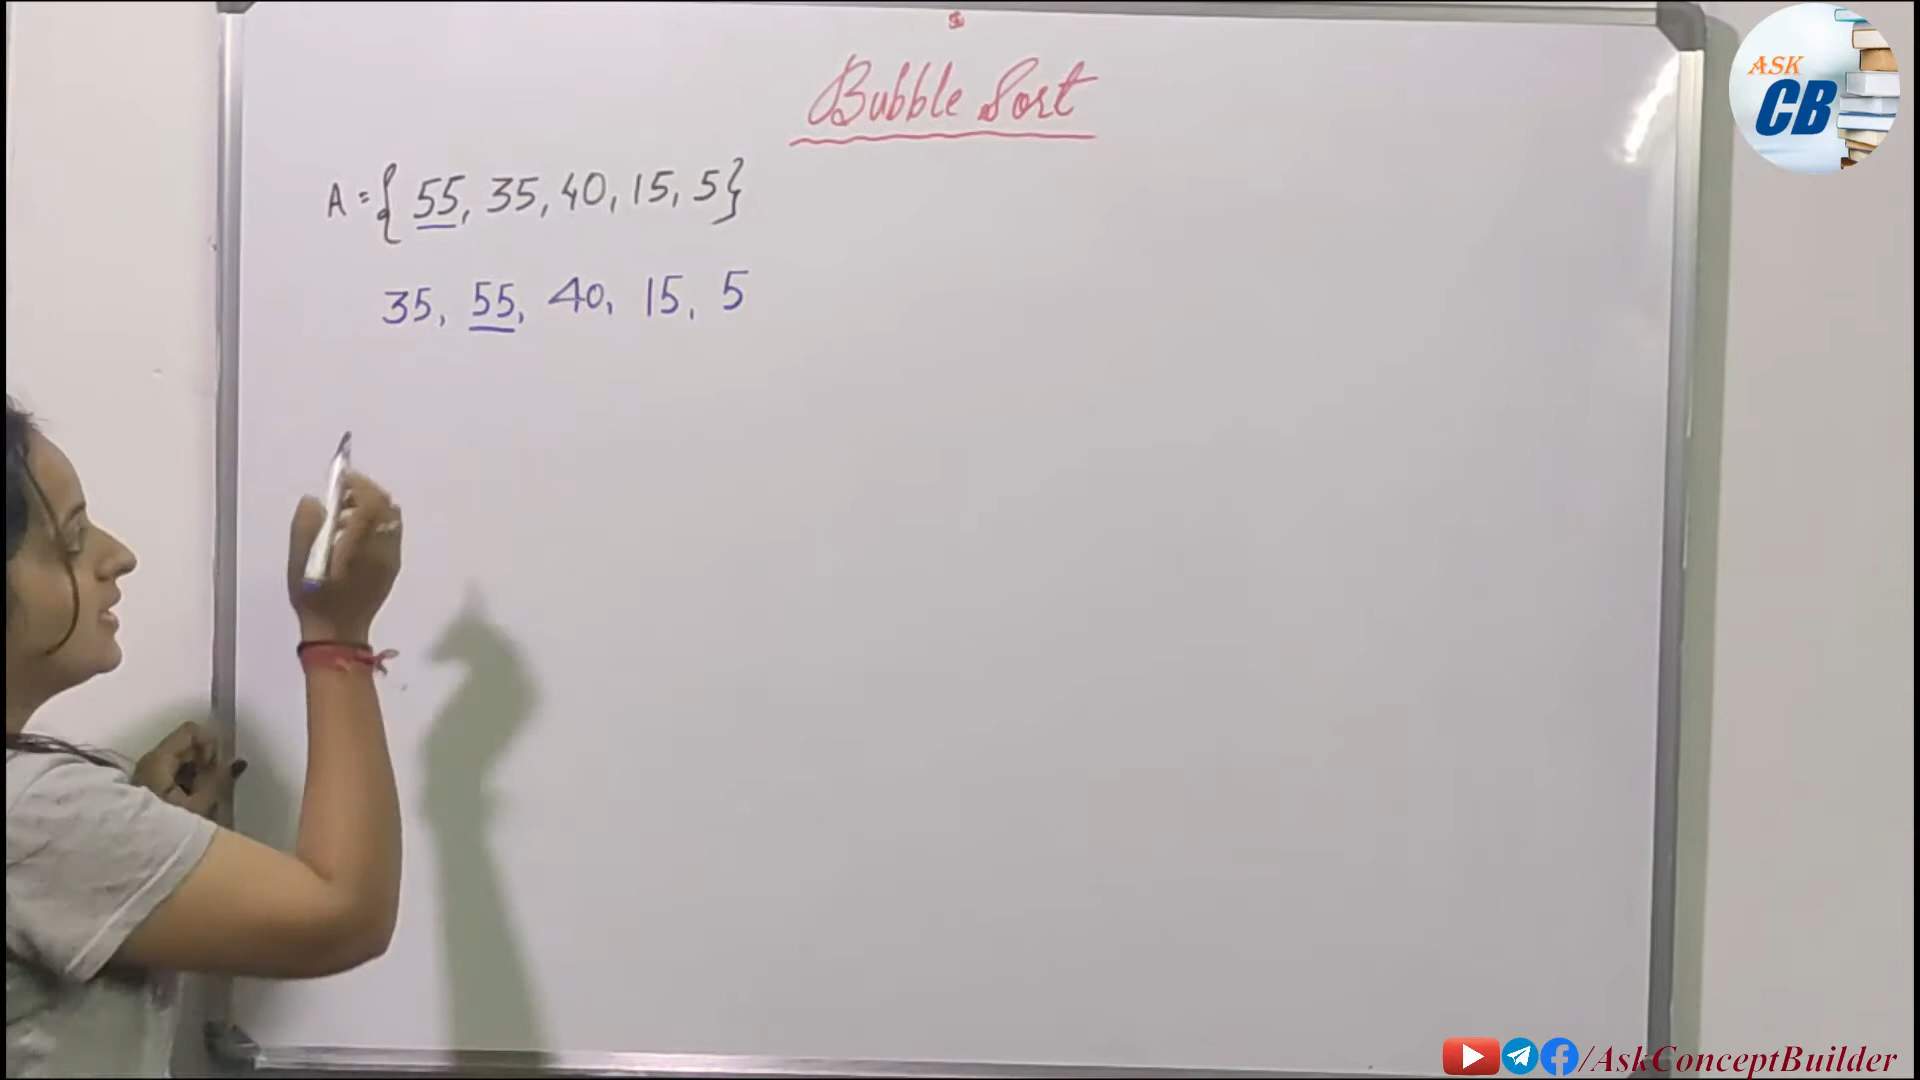 Bubble Sort
ASK
CB
A = { 55, 35, 40, 15, 5}
35, 55, 40, 15, 5
/AskConceptBuilder